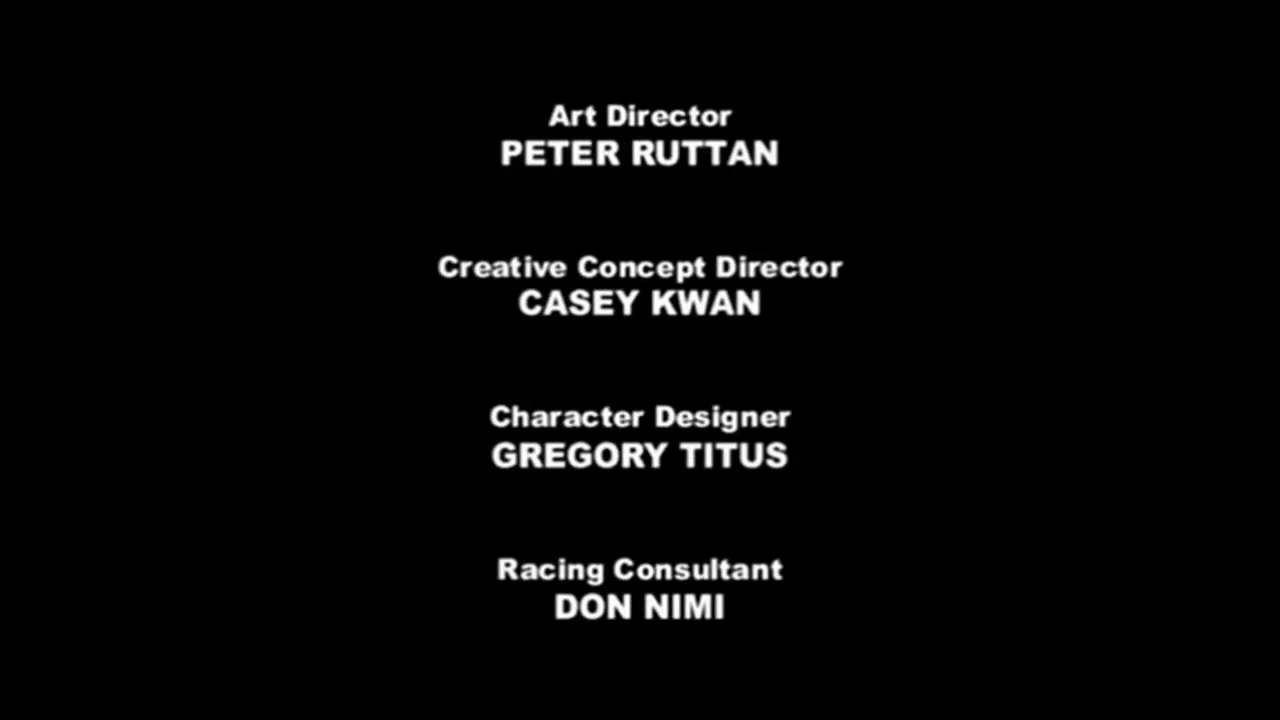 Art Director
PETER RUTTAN
Creative Concept Director
CASEY KWAN
Character Designer
GREGORY TITUS
Racing Consultant
DON NIMI